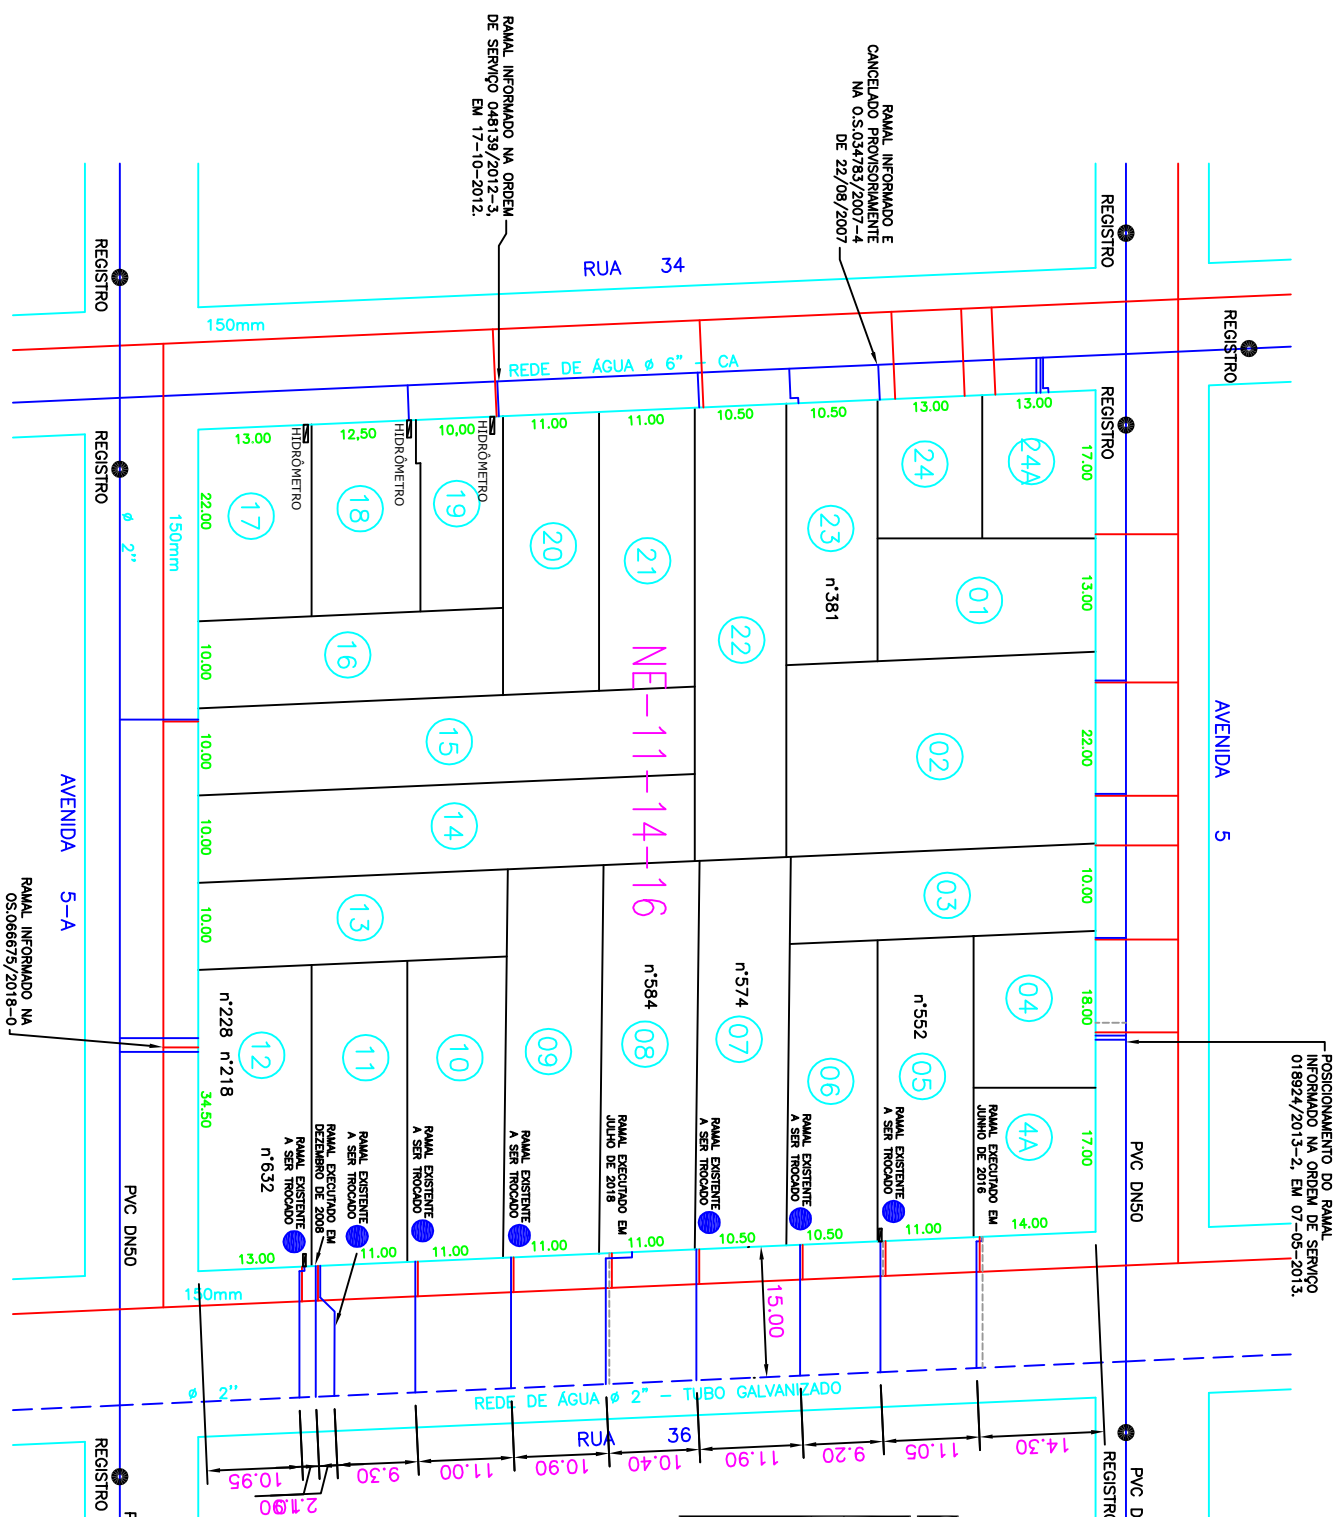 RAMAL INFORMADO NA ORDEM
DE SERVIÇO 048139/2012-3,
EM 17-10-2012.
RAMAL INFORMADO E
CANCELADO PROVISORIAMENTE
NA O.S.034783/2007-4
DE 22/08/2007
REGISTRO
REGISTRO
REGISTRO
RUA 34
150mm
REDE DE ÁGUA ø 6" - CA
REGISTRO
REGISTRO
13.00
12.50
10,00
11.00
11.00
10.50
10.50
13.00
13.00
HIDRÔMETRO
HIDRÔMETRO
HIDRÔMETRO
17.00
24A
24
23
22.00
17
18
19
20
21
22
n°381
01
13.00
ø 2"
150mm
16
10.00
NE-11-14-16
15
10.00
02
22.00
AVENIDA 5
AVENIDA 5-A
14
10.00
13
10.00
03
10.00
RAMAL INFORMADO NA
OS.066675/2018-0
n°228 n°218
12
11
10
09
n°584
08
n°574
07
06
n°552
05
04
18.00
4A
17.00
34.50
POSICIONAMENTO DO RAMAL
INFORMADO NA ORDEM DE SERVIÇO
018924/2013-2, EM 07-05-2013.
PVC DN50
PVC DN50
n°632
RAMAL EXISTENTE
A SER TROCADO
RAMAL EXECUTADO EM
DEZEMBRO DE 2008
RAMAL EXISTENTE
A SER TROCADO
RAMAL EXISTENTE
A SER TROCADO
RAMAL EXISTENTE
A SER TROCADO
RAMAL EXECUTADO EM
JULHO DE 2018
RAMAL EXISTENTE
A SER TROCADO
RAMAL EXISTENTE
A SER TROCADO
RAMAL EXISTENTE
A SER TROCADO
RAMAL EXECUTADO EM
JUNHO DE 2016
13.00
11.00
11.00
11.00
11.00
10.50
10.50
11.00
14.00
150mm
15.00
ø 2"
REDE DE ÁGUA ø 2" - TUBO GALVANIZADO
RUA 36
10.95
9.30
11.00
10.90
10.40
11.90
9.20
11.05
14.30
REGISTRO
REGISTRO
PVC D